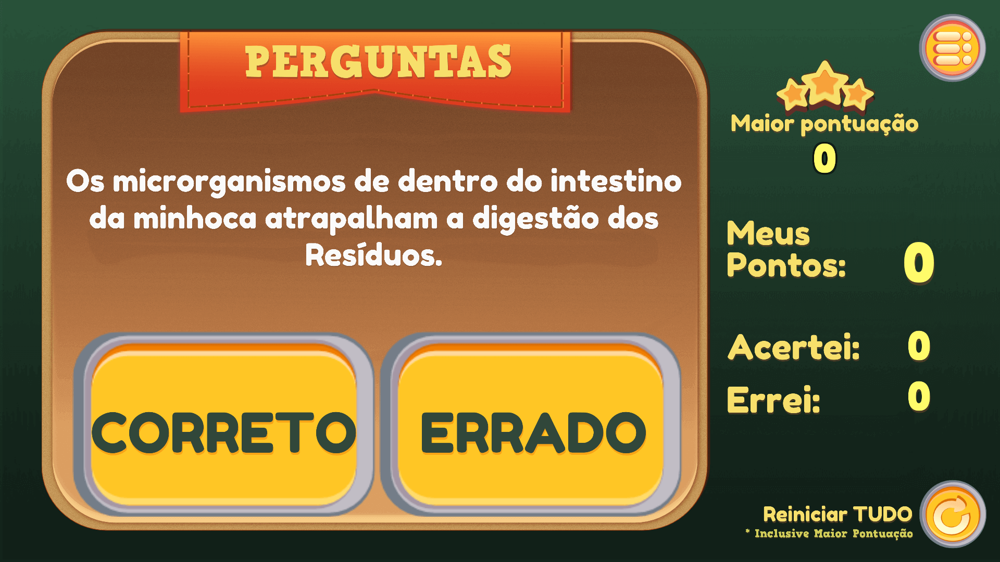 PERGUNTAS
Os microrganismos de dentro do intestino
da minhoca atrapalham a digestão dos
Resíduos.
CORRETO
ERRADO
Maior pontuação
0
Meus
Pontos: 0
Acertei: 0
Errei: 0
Reiniciar TUDO
* Inclusive Maior Pontuação